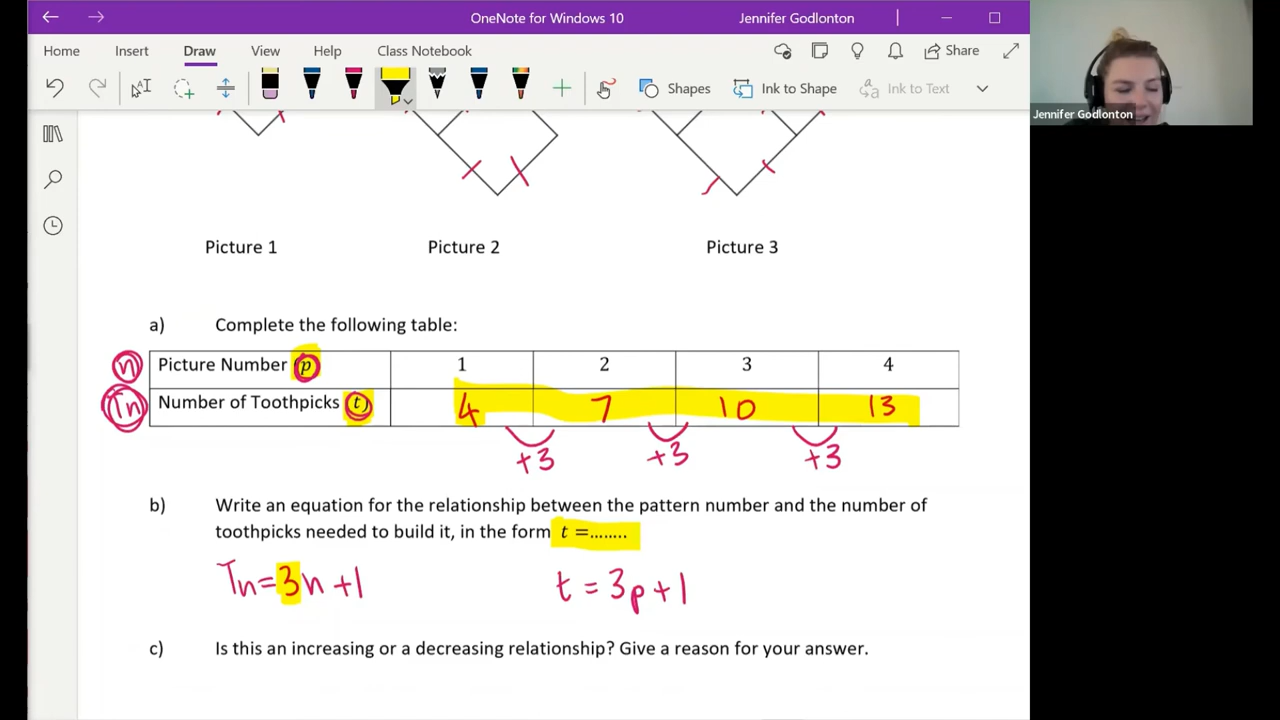 OneNote for Windows 10
Jennifer Godlonton
Home Insert Draw View Help Class Notebook Share
Shapes Ink to Shape Ink to Text
Jennifer Godlonton
Picture 1 Picture 2 Picture 3
a) Complete the following table:
n Picture Number (p) 1 2 3 4
Tn Number of Toothpicks (t) 4 7 10 13
+3 +3 +3
b) Write an equation for the relationship between the pattern number and the number of
toothpicks needed to build it, in the form t =........
Tn = 3n + 1 t = 3p + 1
c) Is this an increasing or a decreasing relationship? Give a reason for your answer.